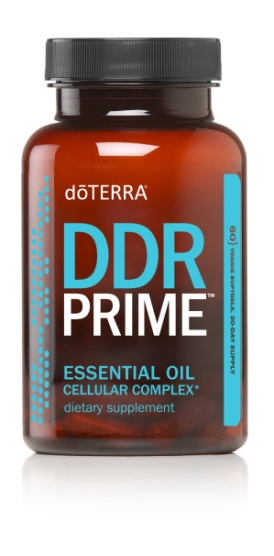 dōTERRA®
DDR
PRIME™
ESSENTIAL OIL
CELLULAR COMPLEX*
dietary supplement
60 | VEGGIE SOFTGELS, 30-DAY SUPPLY